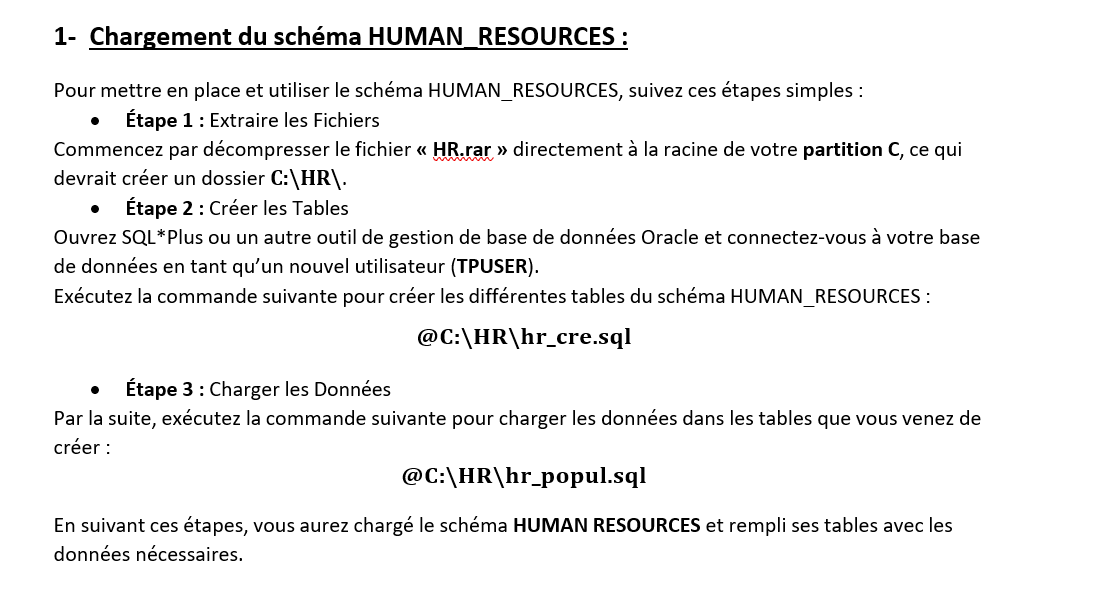 1- Chargement du schéma HUMAN_RESOURCES :
Pour mettre en place et utiliser le schéma HUMAN_RESOURCES, suivez ces étapes simples :
• Étape 1 : Extraire les Fichiers
Commencez par décompresser le fichier « HR.rar » directement à la racine de votre partition C, ce qui
devrait créer un dossier C:\HR\.
• Étape 2 : Créer les Tables
Ouvrez SQL*Plus ou un autre outil de gestion de base de données Oracle et connectez-vous à votre base
de données en tant qu’un nouvel utilisateur (TPUSER).
Exécutez la commande suivante pour créer les différentes tables du schéma HUMAN_RESOURCES :
@C:\HR\hr_cre.sql
• Étape 3 : Charger les Données
Par la suite, exécutez la commande suivante pour charger les données dans les tables que vous venez de
créer :
@C:\HR\hr_popul.sql
En suivant ces étapes, vous aurez chargé le schéma HUMAN RESOURCES et rempli ses tables avec les
données nécessaires.